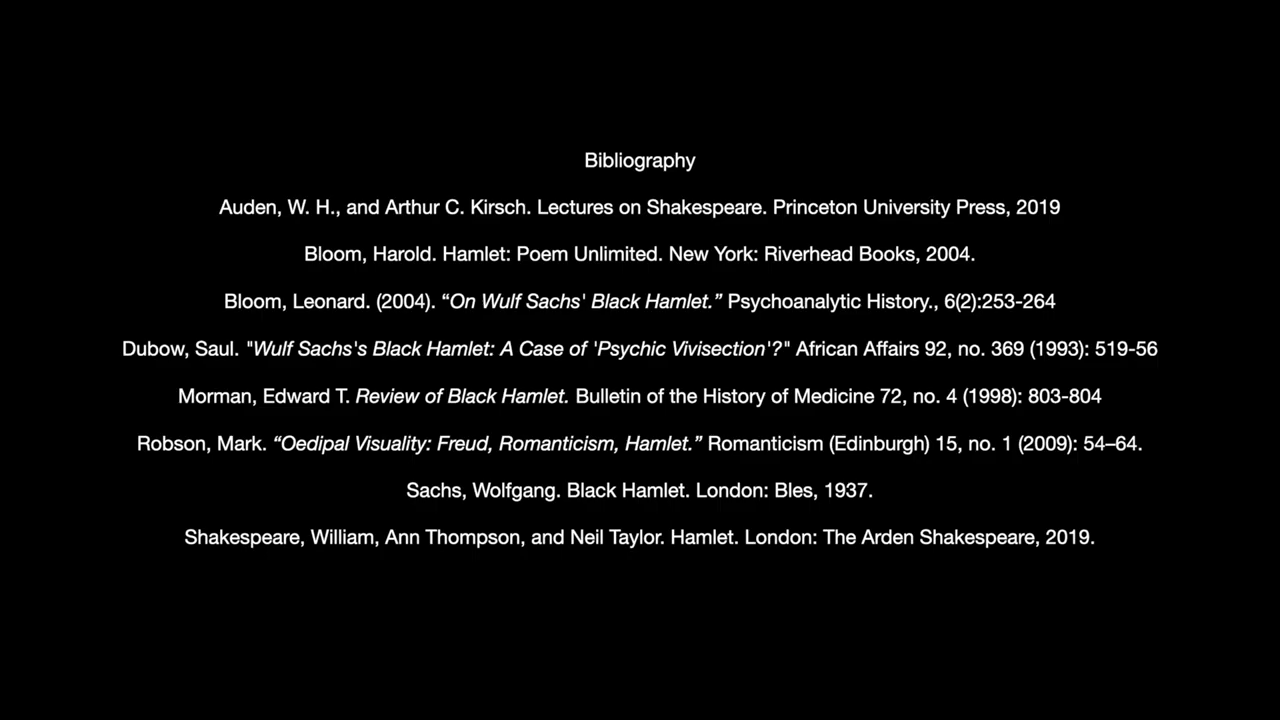 Bibliography
Auden, W. H., and Arthur C. Kirsch. Lectures on Shakespeare. Princeton University Press, 2019
Bloom, Harold. Hamlet: Poem Unlimited. New York: Riverhead Books, 2004.
Bloom, Leonard. (2004). “On Wulf Sachs' Black Hamlet.” Psychoanalytic History., 6(2):253-264
Dubow, Saul. "Wulf Sachs's Black Hamlet: A Case of 'Psychic Vivisection'?" African Affairs 92, no. 369 (1993): 519-56
Morman, Edward T. Review of Black Hamlet. Bulletin of the History of Medicine 72, no. 4 (1998): 803-804
Robson, Mark. “Oedipal Visuality: Freud, Romanticism, Hamlet.” Romanticism (Edinburgh) 15, no. 1 (2009): 54–64.
Sachs, Wolfgang. Black Hamlet. London: Bles, 1937.
Shakespeare, William, Ann Thompson, and Neil Taylor. Hamlet. London: The Arden Shakespeare, 2019.